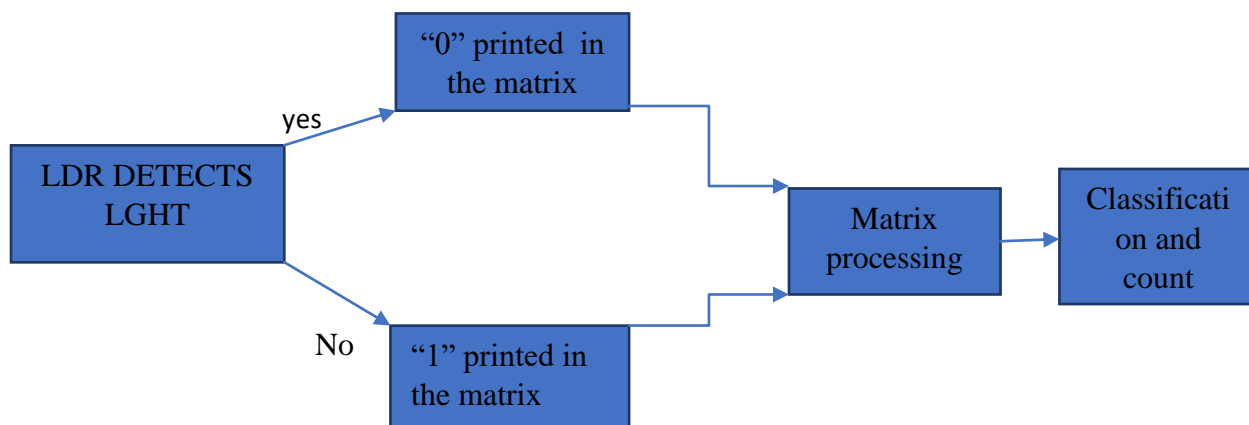 “0” printed in
the matrix
yes
LDR DETECTS
LGHT
Classificati
on and
count
Matrix
processing
No
“1” printed in
the matrix